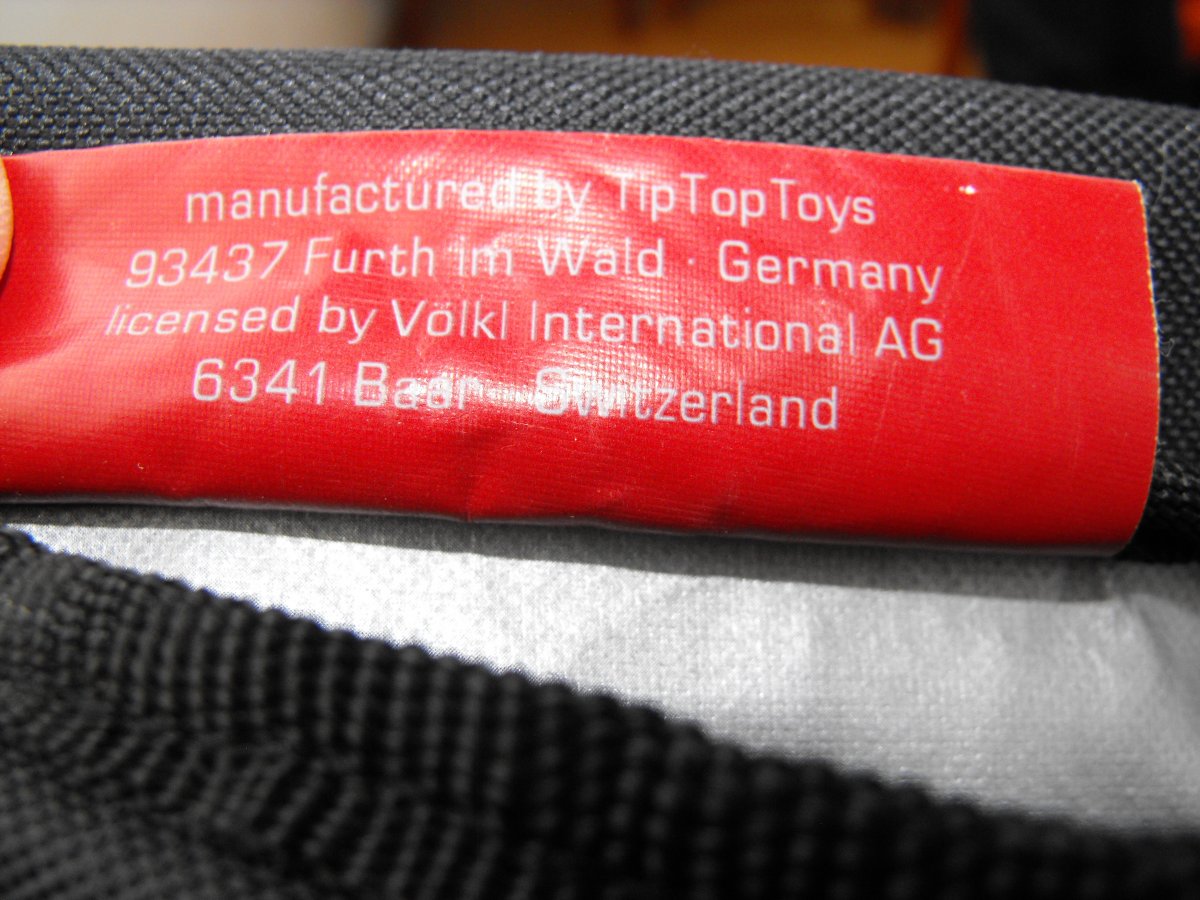 manufactured by TipTopToys
93437 Furth im Wald · Germany
licensed by Völkl International AG
6341 Baar · Switzerland